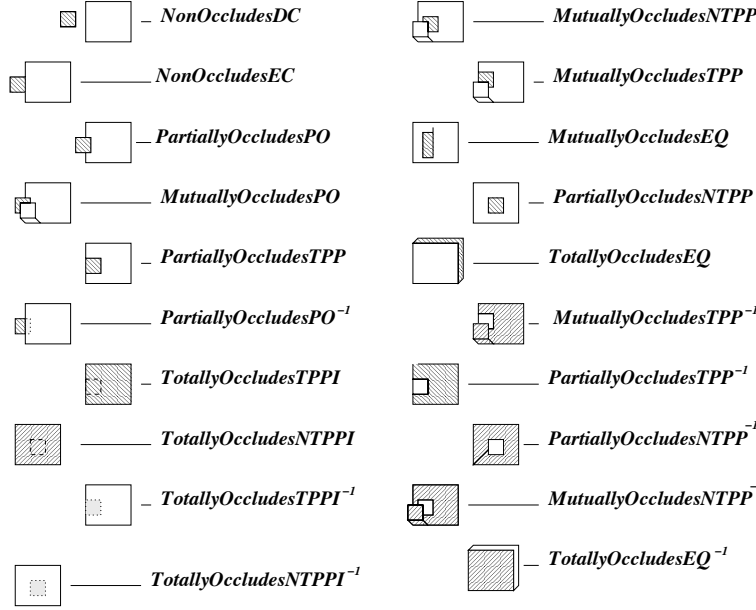 NonOccludesDC
NonOccludesEC
PartiallyOccludesPO
MutuallyOccludesPO
PartiallyOccludesTPP
PartiallyOccludesPO⁻¹
TotallyOccludesTPPI
TotallyOccludesNTPPI
TotallyOccludesTPPI⁻¹
TotallyOccludesNTPPI⁻¹
MutuallyOccludesNTPP
MutuallyOccludesTPP
MutuallyOccludesEQ
PartiallyOccludesNTPP
TotallyOccludesEQ
MutuallyOccludesTPP⁻¹
PartiallyOccludesTPP⁻¹
PartiallyOccludesNTPP⁻¹
MutuallyOccludesNTPP⁻
TotallyOccludesEQ⁻¹